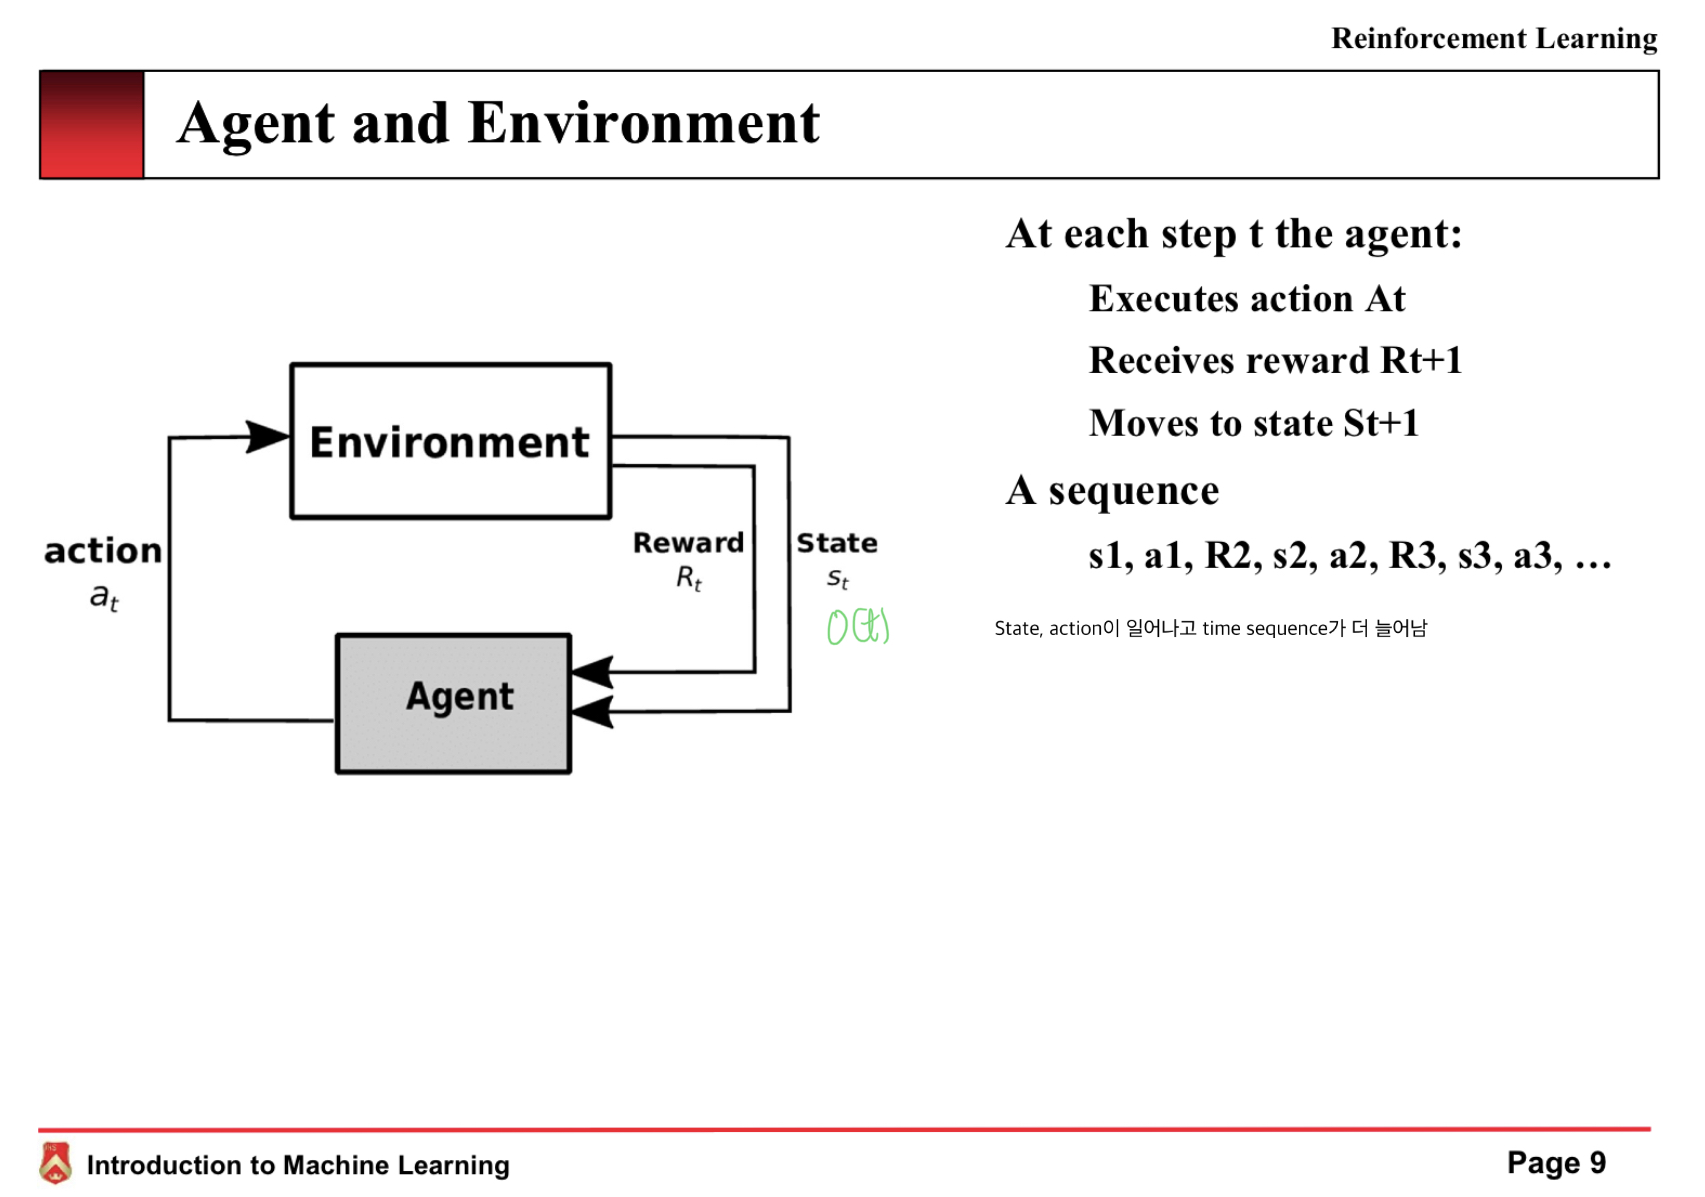 Reinforcement Learning
Agent and Environment
At each step t the agent:
Executes action At
Receives reward Rt+1
Moves to state St+1
A sequence
s1, a1, R2, s2, a2, R3, s3, a3, …
State, action이 일어나고 time sequence가 더 늘어남
Environment
action
a_t
Reward
R_t
State
s_t
O(t)
Agent
Introduction to Machine Learning
Page 9